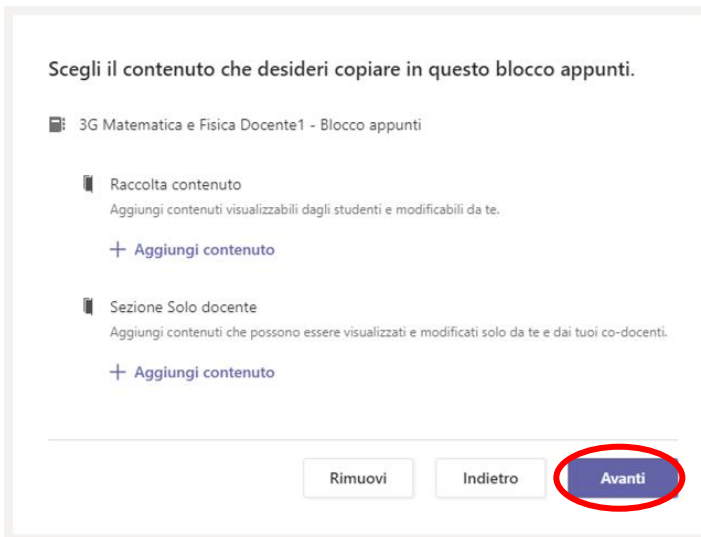 Scegli il contenuto che desideri copiare in questo blocco appunti.
3G Matematica e Fisica Docente1 - Blocco appunti
Raccolta contenuto
Aggiungi contenuti visualizzabili dagli studenti e modificabili da te.
+ Aggiungi contenuto
Sezione Solo docente
Aggiungi contenuti che possono essere visualizzati e modificati solo da te e dai tuoi co-docenti.
+ Aggiungi contenuto
Rimuovi Indietro Avanti